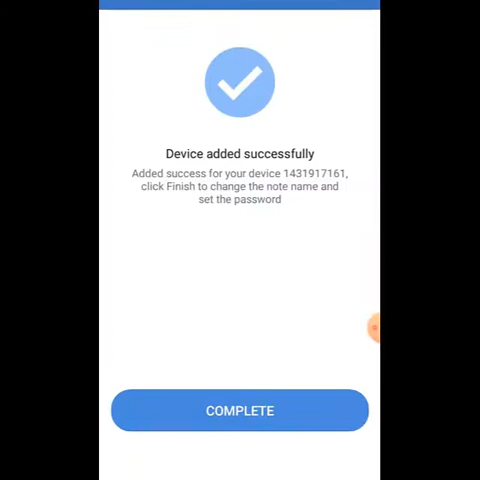 Device added successfully
Added success for your device 1431917161,
click Finish to change the note name and
set the password
COMPLETE